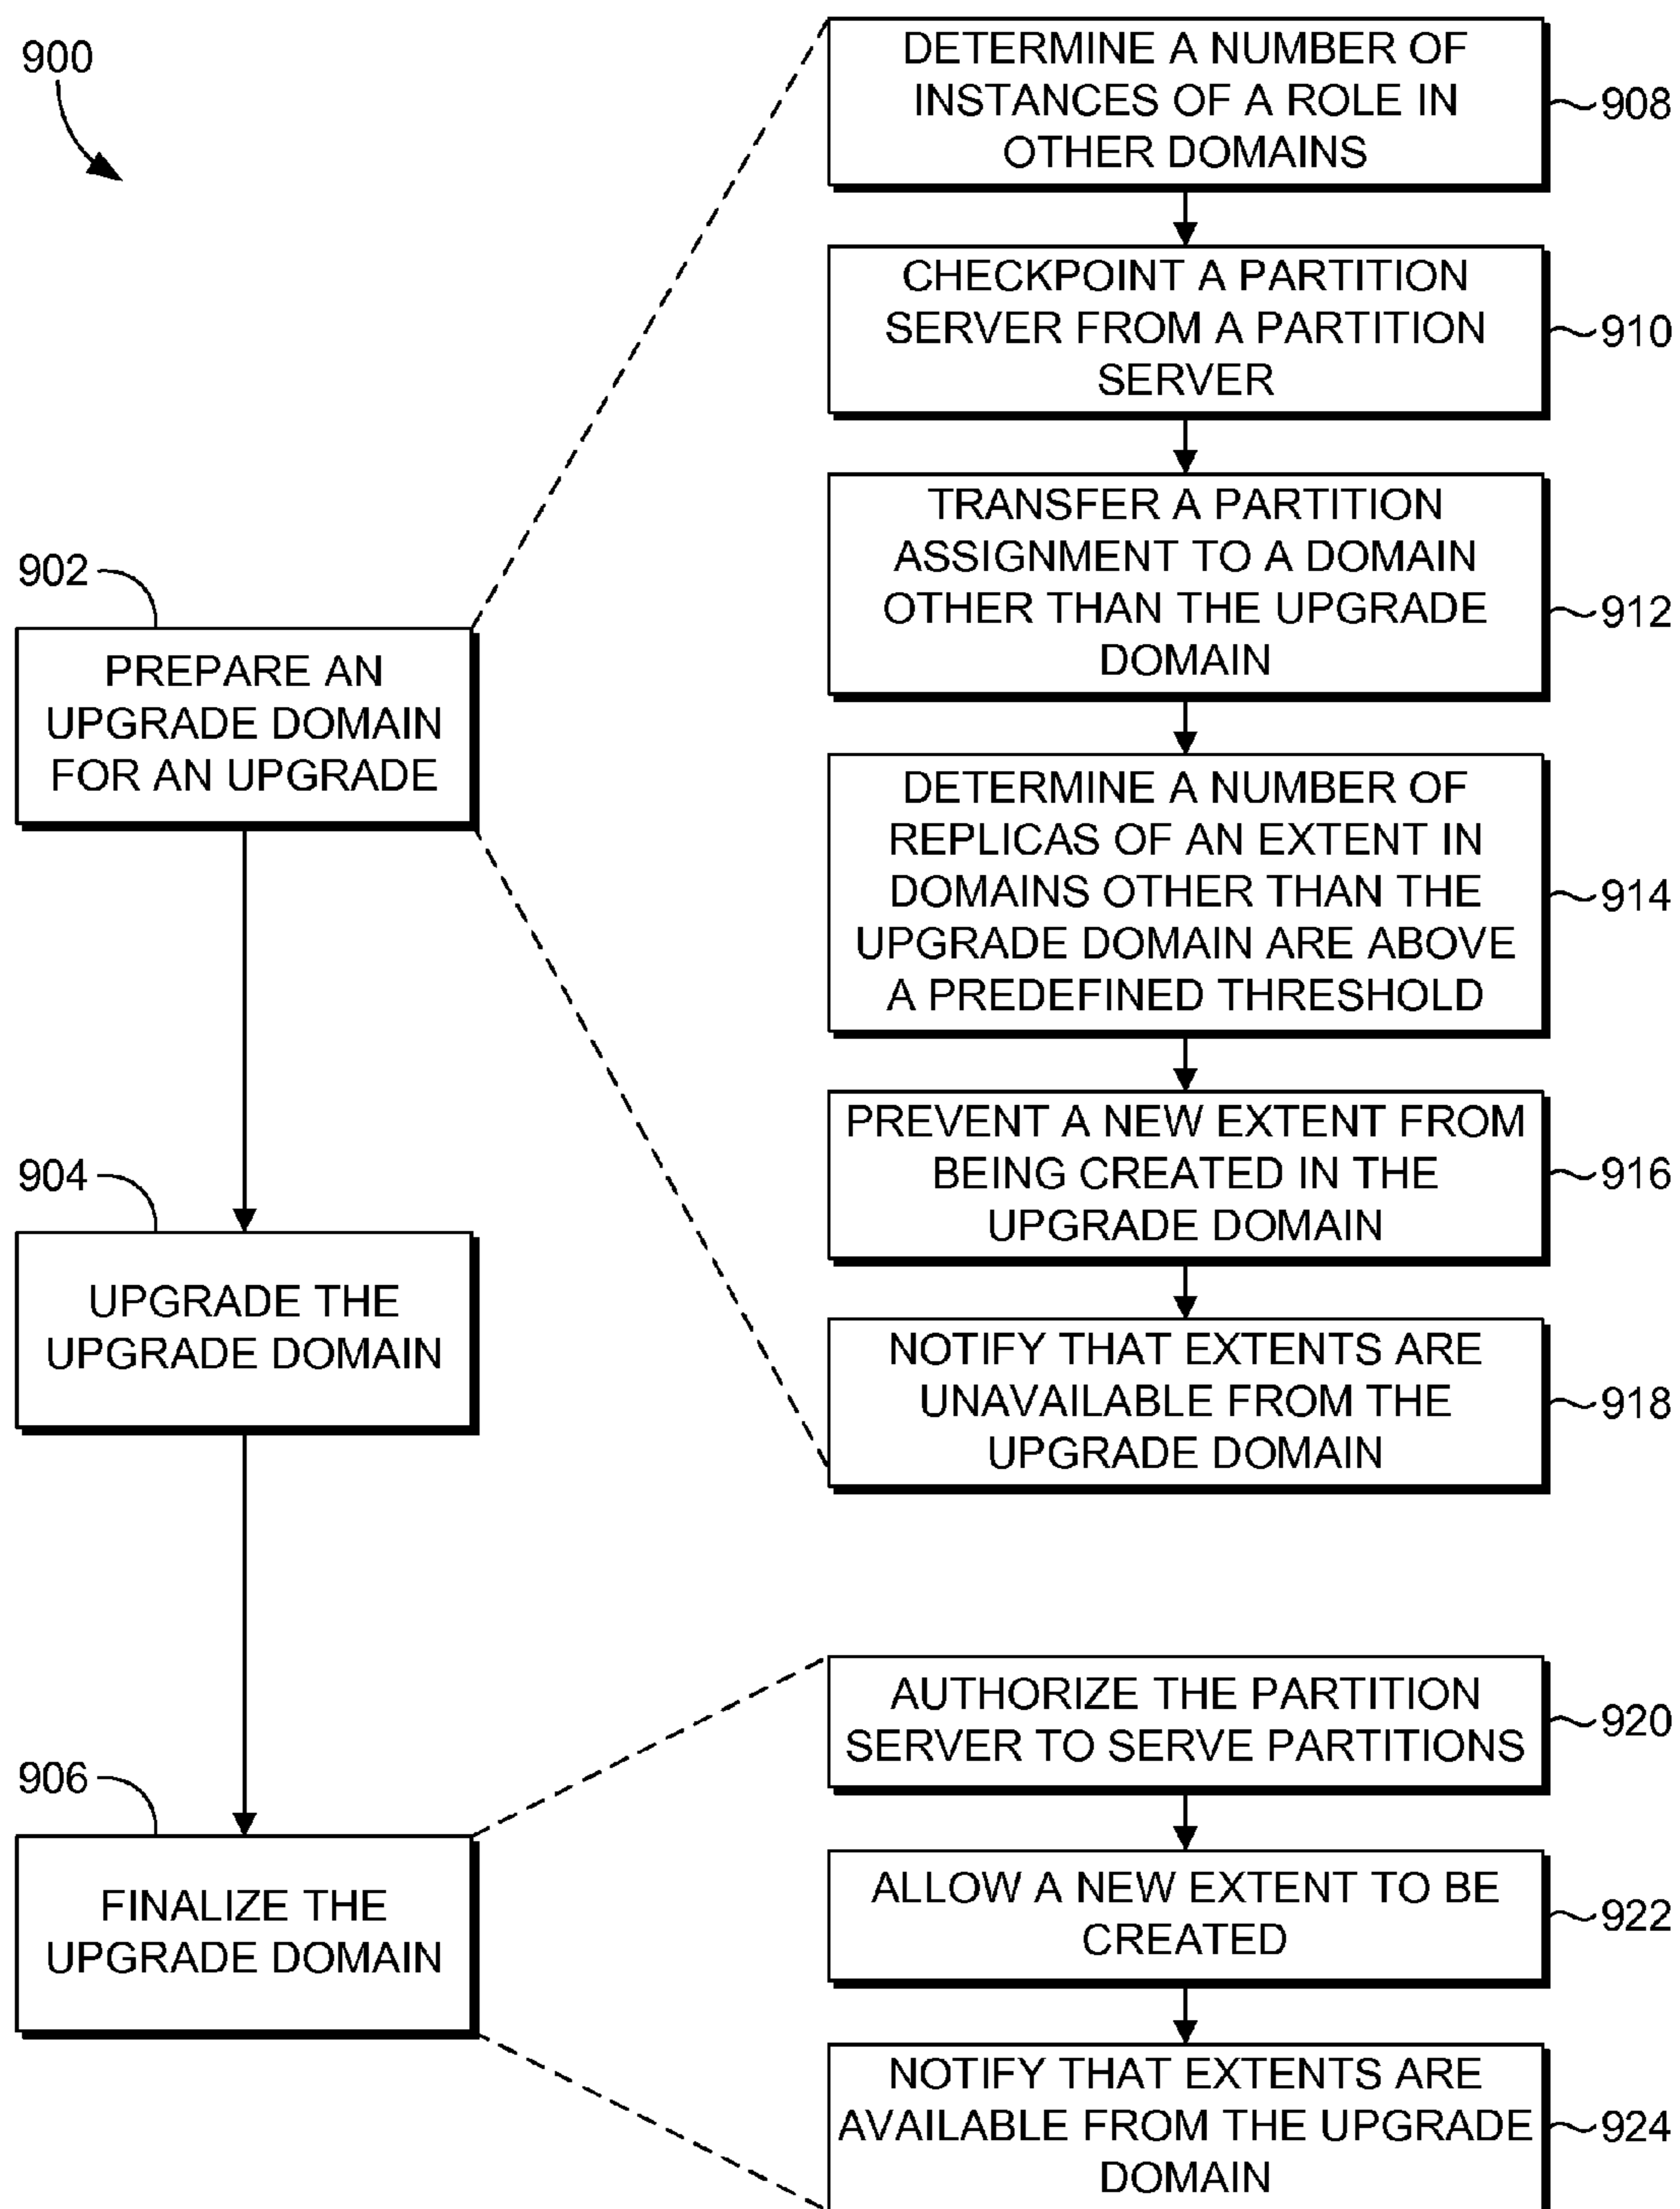 900
902
PREPARE AN
UPGRADE DOMAIN
FOR AN UPGRADE
904
UPGRADE THE
UPGRADE DOMAIN
906
FINALIZE THE
UPGRADE DOMAIN
DETERMINE A NUMBER OF
INSTANCES OF A ROLE IN
OTHER DOMAINS
908
CHECKPOINT A PARTITION
SERVER FROM A PARTITION
SERVER
910
TRANSFER A PARTITION
ASSIGNMENT TO A DOMAIN
OTHER THAN THE UPGRADE
DOMAIN
912
DETERMINE A NUMBER OF
REPLICAS OF AN EXTENT IN
DOMAINS OTHER THAN THE
UPGRADE DOMAIN ARE ABOVE
A PREDEFINED THRESHOLD
914
PREVENT A NEW EXTENT FROM
BEING CREATED IN THE
UPGRADE DOMAIN
916
NOTIFY THAT EXTENTS ARE
UNAVAILABLE FROM THE
UPGRADE DOMAIN
918
AUTHORIZE THE PARTITION
SERVER TO SERVE PARTITIONS
920
ALLOW A NEW EXTENT TO BE
CREATED
922
NOTIFY THAT EXTENTS ARE
AVAILABLE FROM THE UPGRADE
DOMAIN
924